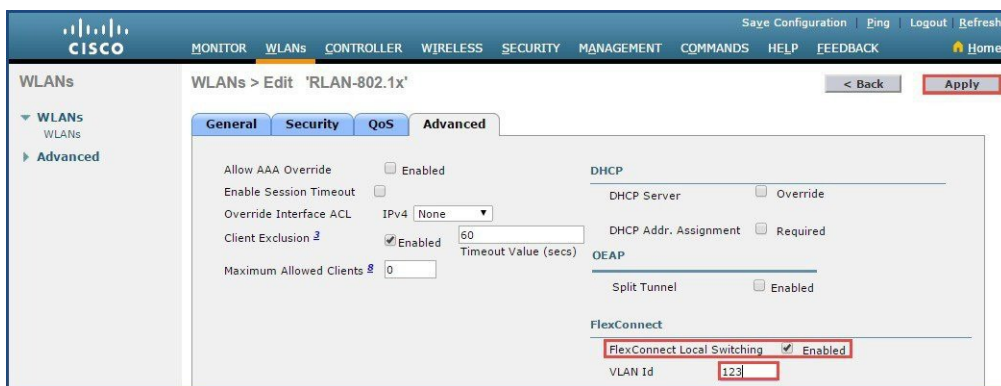 Save Configuration | Ping | Logout | Refresh
CISCO
MONITOR WLANs CONTROLLER WIRELESS SECURITY MANAGEMENT COMMANDS HELP FEEDBACK Home
WLANs
WLANs > Edit 'RLAN-802.1x'
< Back Apply
WLANs
WLANs
Advanced
General Security QoS Advanced
Allow AAA Override Enabled
Enable Session Timeout
Override Interface ACL IPv4 None
Client Exclusion 3 Enabled 60
Timeout Value (secs)
Maximum Allowed Clients 8 0
DHCP
DHCP Server Override
DHCP Addr. Assignment Required
OEAP
Split Tunnel Enabled
FlexConnect
FlexConnect Local Switching Enabled
VLAN Id 123